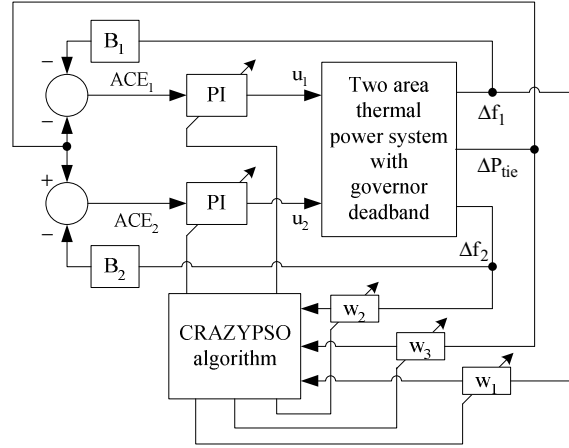 B₁
−
ACE₁
PI
u₁
−
Two area
thermal
power system
with
governor
deadband
Δf₁
ΔP_tie
+
ACE₂
PI
u₂
−
B₂
Δf₂
CRAZYPSO
algorithm
w₂
w₃
w₁